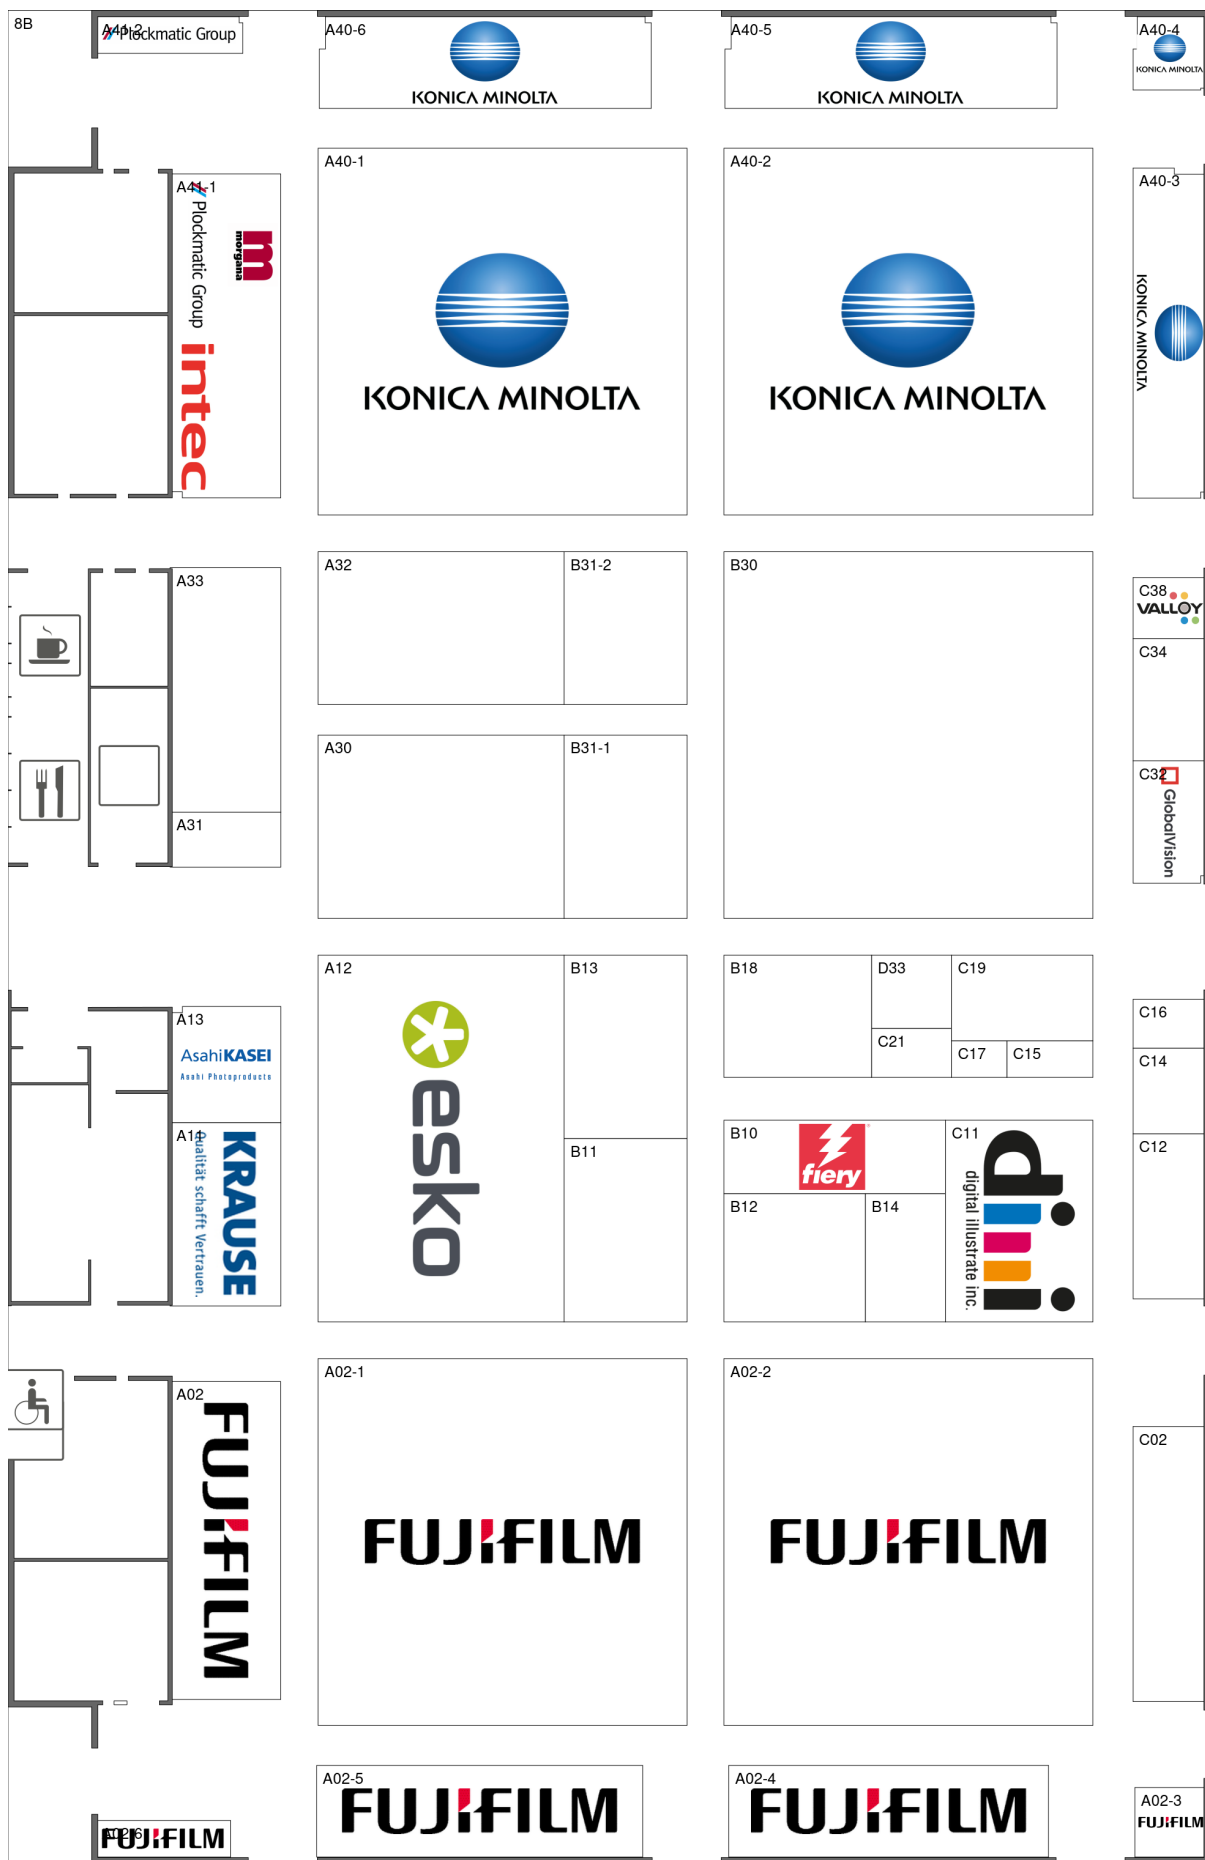 8B
A41-2
Plockmatic Group
A40-6
KONICA MINOLTA
A40-5
KONICA MINOLTA
A40-4
KONICA MINOLTA
A41-1
Plockmatic Group
morgana
intec
A40-1
KONICA MINOLTA
A40-2
KONICA MINOLTA
A40-3
KONICA MINOLTA
A33
A32
B31-2
B30
C38
VALLOY
C34
A30
B31-1
C32
GlobalVision
A31
A12
esko
B13
B18
D33
C19
C16
A13
AsahiKASEI
Asahi Photoproducts
C21
C17
C15
C14
A11
KRAUSE
Qualität schafft Vertrauen.
B11
B10
fiery
C11
dilli
digital illustrate inc.
C12
B12
B14
A02
FUJIFILM
A02-1
FUJIFILM
A02-2
FUJIFILM
C02
A02-5
FUJIFILM
A02-4
FUJIFILM
A02-3
FUJIFILM
A02-6
FUJIFILM